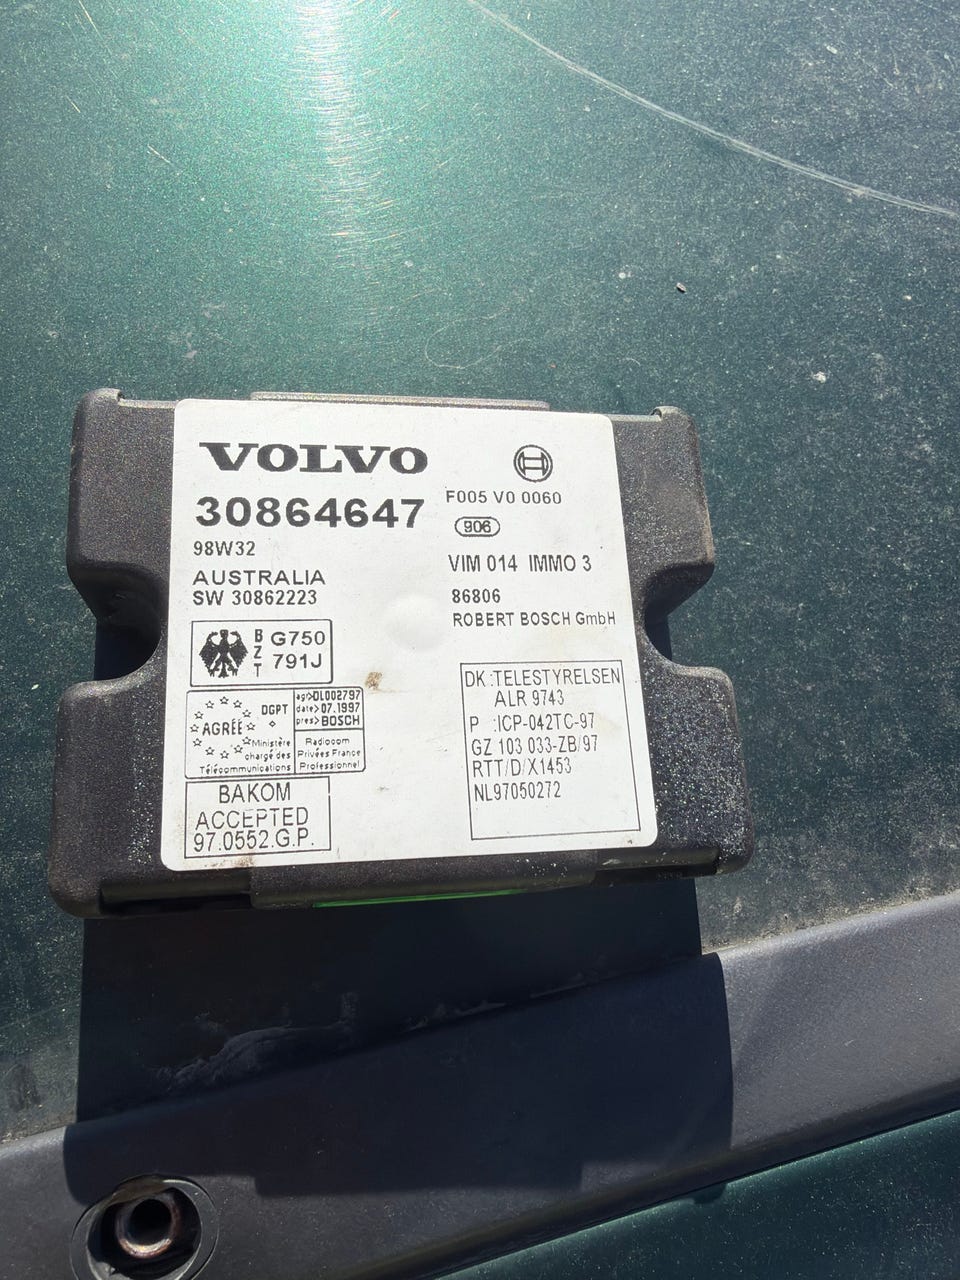 VOLVO
30864647
98W32
AUSTRALIA
SW 30862223
F005 V0 0060
906
VIM 014 IMMO 3
86806
ROBERT BOSCH GmbH
BZT
G750
791J
AGRÉÉ
DGPT
Ministère
chargé des
Télécommunications
agr>DL002797
date>07.1997
pres>BOSCH
Radiocom
Privées France
Professionnel
BAKOM
ACCEPTED
97.0552.G.P.
DK :TELESTYRELSEN
ALR 9743
P :ICP-042TC-97
GZ 103 033-ZB/97
RTT/D/X1453
NL97050272